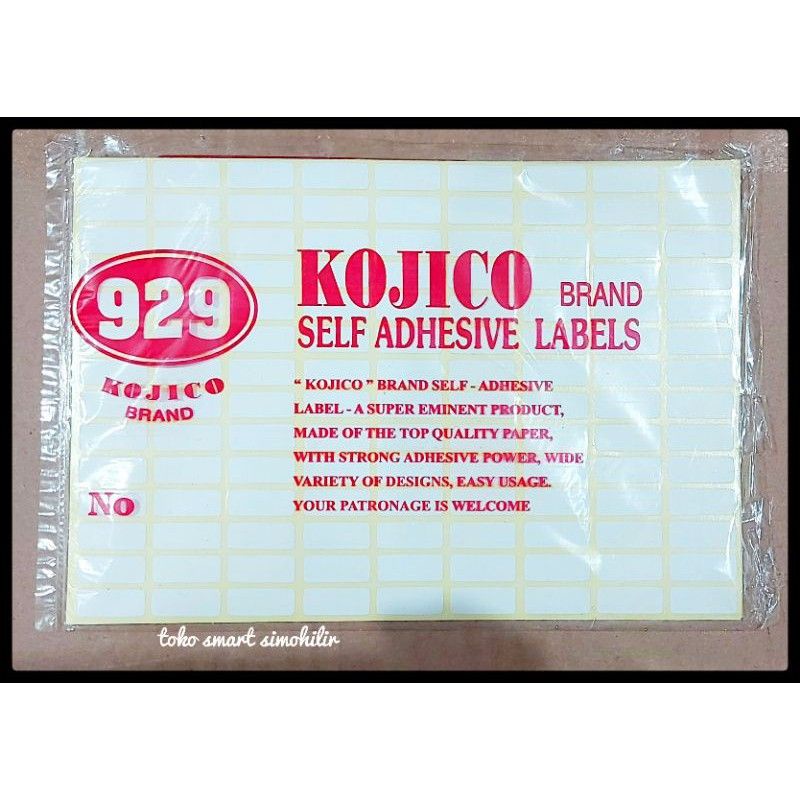 929
KOJICO
BRAND
No
KOJICO BRAND
SELF ADHESIVE LABELS
“ KOJICO ” BRAND SELF - ADHESIVE
LABEL - A SUPER EMINENT PRODUCT,
MADE OF THE TOP QUALITY PAPER,
WITH STRONG ADHESIVE POWER, WIDE
VARIETY OF DESIGNS, EASY USAGE.
YOUR PATRONAGE IS WELCOME
toko smart simohilir